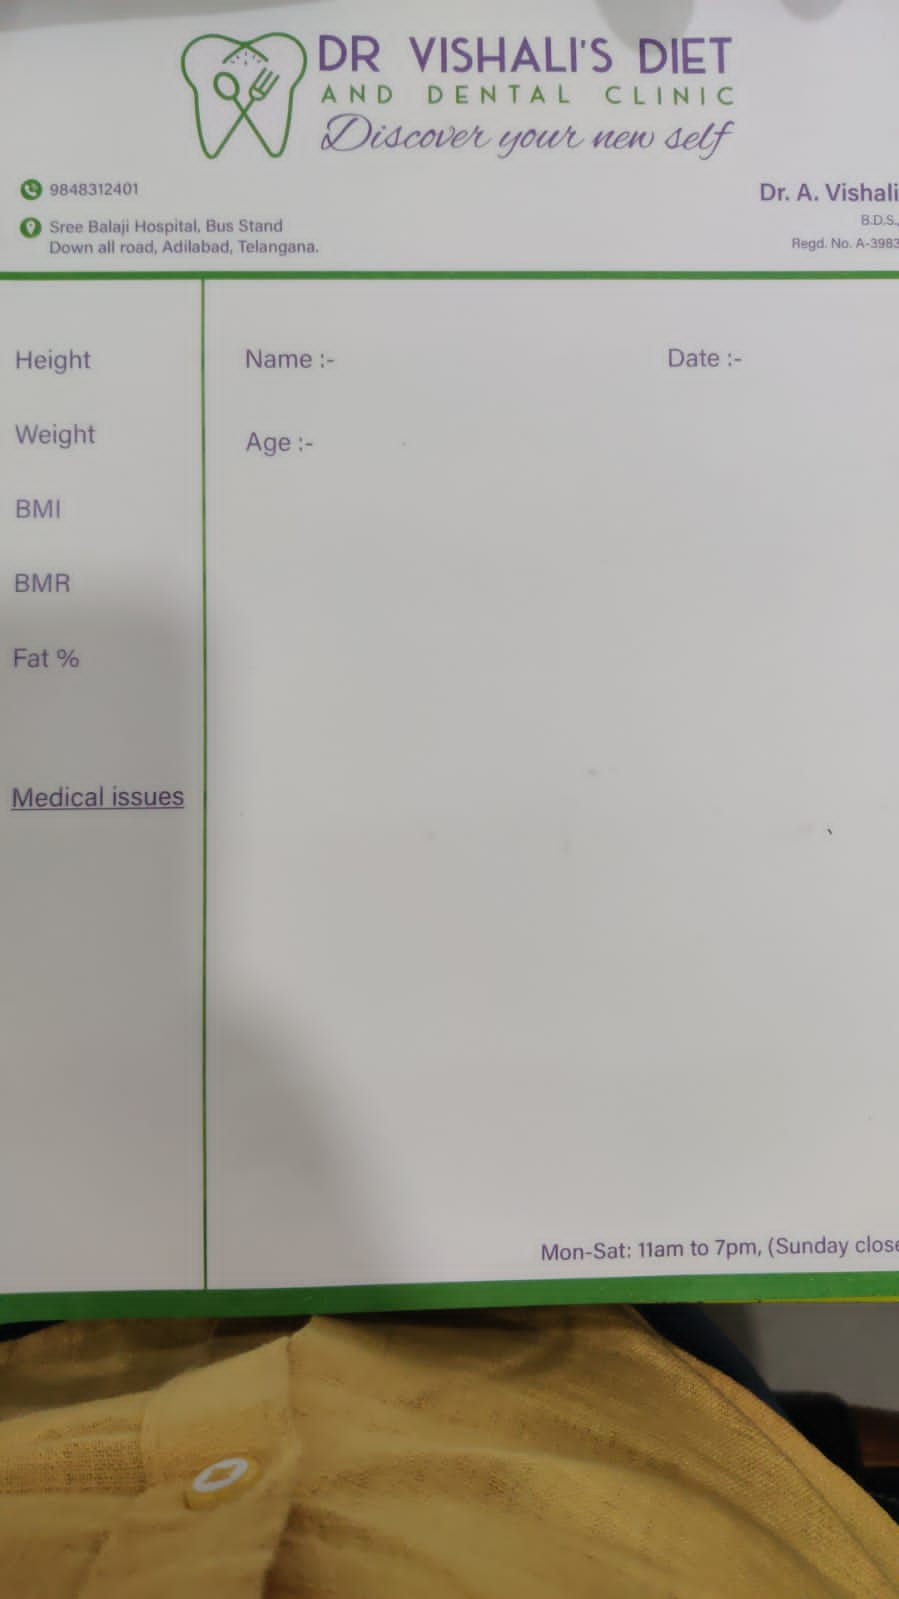 DR VISHALI'S DIET
AND DENTAL CLINIC
Discover your new self
9848312401
Sree Balaji Hospital, Bus Stand
Down all road, Adilabad, Telangana.
Dr. A. Vishali
B.D.S.,
Regd. No. A-3983
Height
Weight
BMI
BMR
Fat %
Medical issues
Name :-
Date :-
Age :-
Mon-Sat: 11am to 7pm, (Sunday close